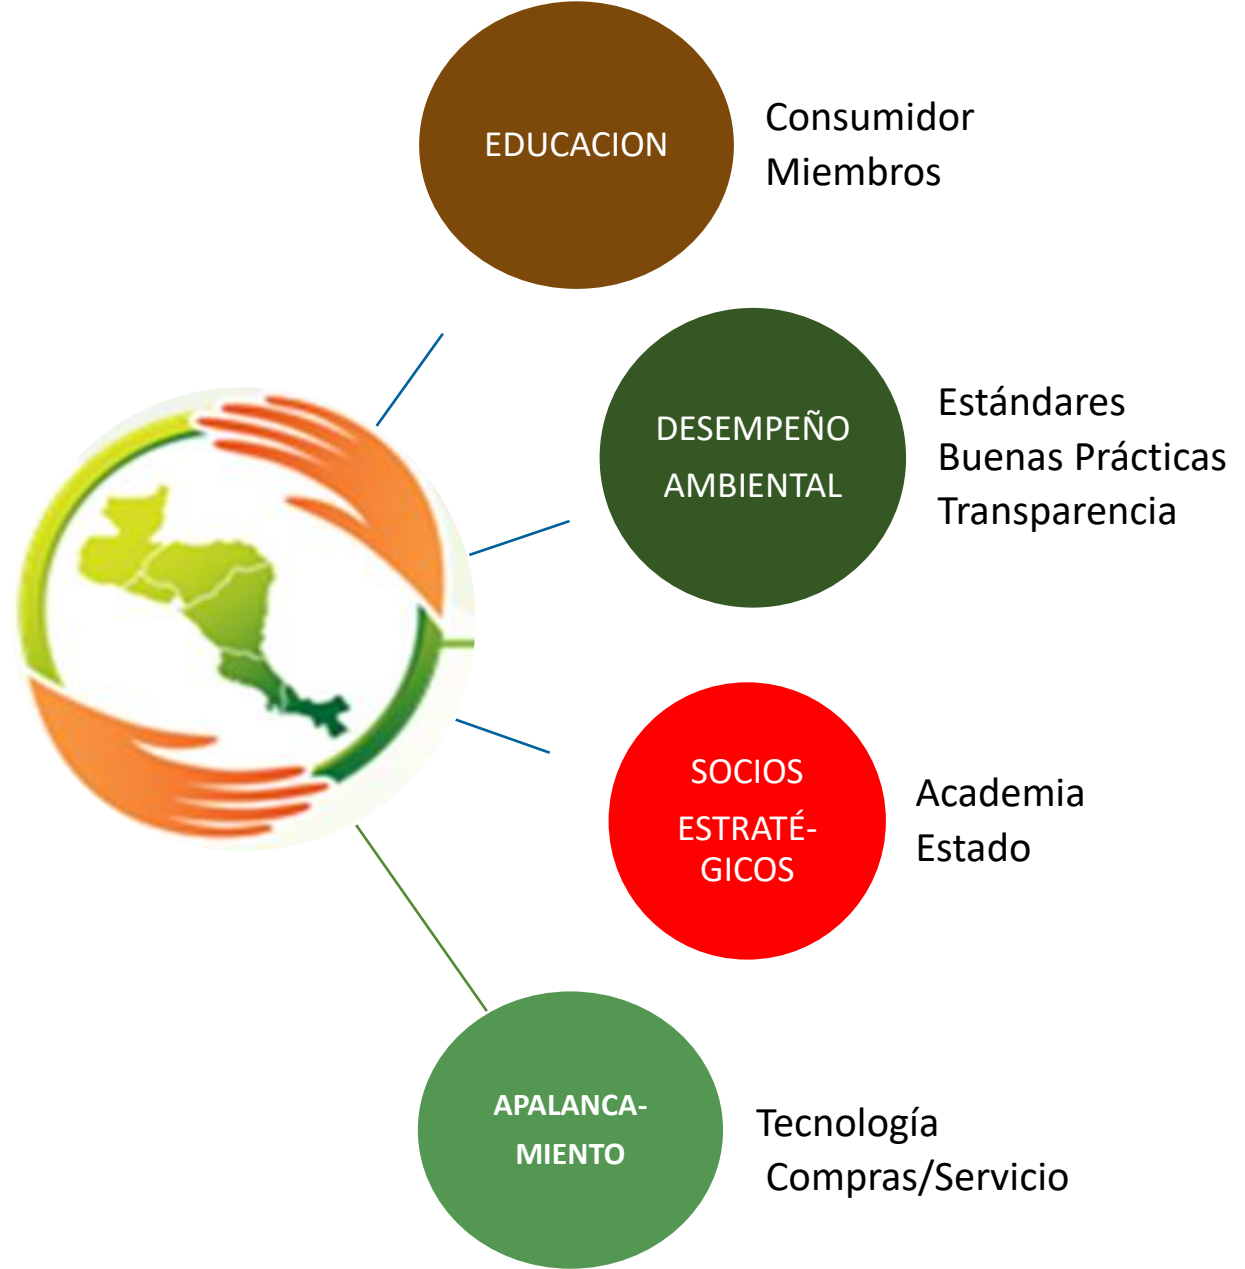 EDUCACION
Consumidor
Miembros
DESEMPEÑO
AMBIENTAL
Estándares
Buenas Prácticas
Transparencia
SOCIOS
ESTRATÉ-
GICOS
Academia
Estado
APALANCA-
MIENTO
Tecnología
Compras/Servicio